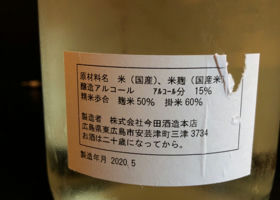 原材料名　米（国産）、米麹（国産米）
醸造アルコール　アルコール分　15%
精米歩合　麹米50%　掛米60%
製造者　株式会社今田酒造本店
広島県東広島市安芸津町三津 3734
お酒は二十歳になってから。
製造年月 2020.5